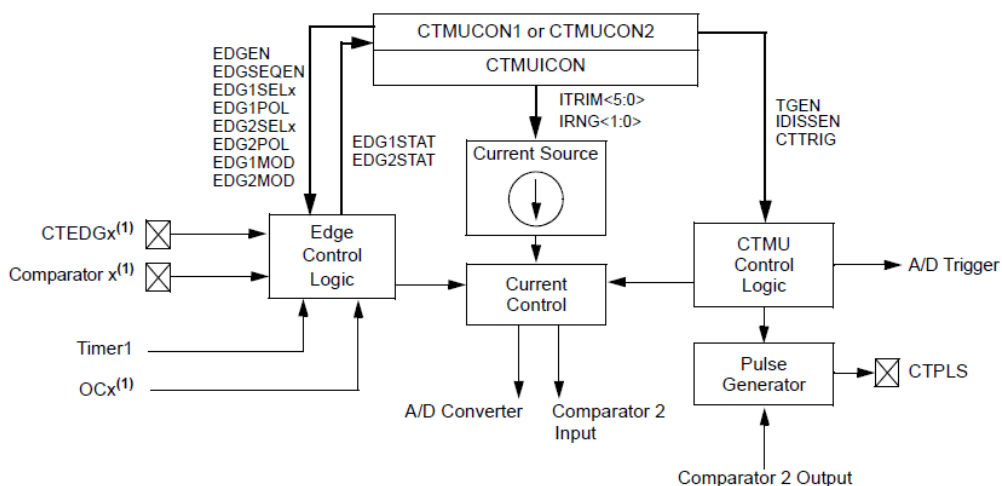 CTMUCON1 or CTMUCON2
CTMUICON
EDGEN
EDGSEQEN
EDG1SELx
EDG1POL
EDG2SELx
EDG2POL
EDG1MOD
EDG2MOD
EDG1STAT
EDG2STAT
ITRIM<5:0>
IRNG<1:0>
TGEN
IDISSEN
CTTRIG
Current Source
CTEDGx(1)
Comparator x(1)
Timer1
OCx(1)
Edge
Control
Logic
Current
Control
CTMU
Control
Logic
A/D Trigger
Pulse
Generator
CTPLS
A/D Converter
Comparator 2
Input
Comparator 2 Output